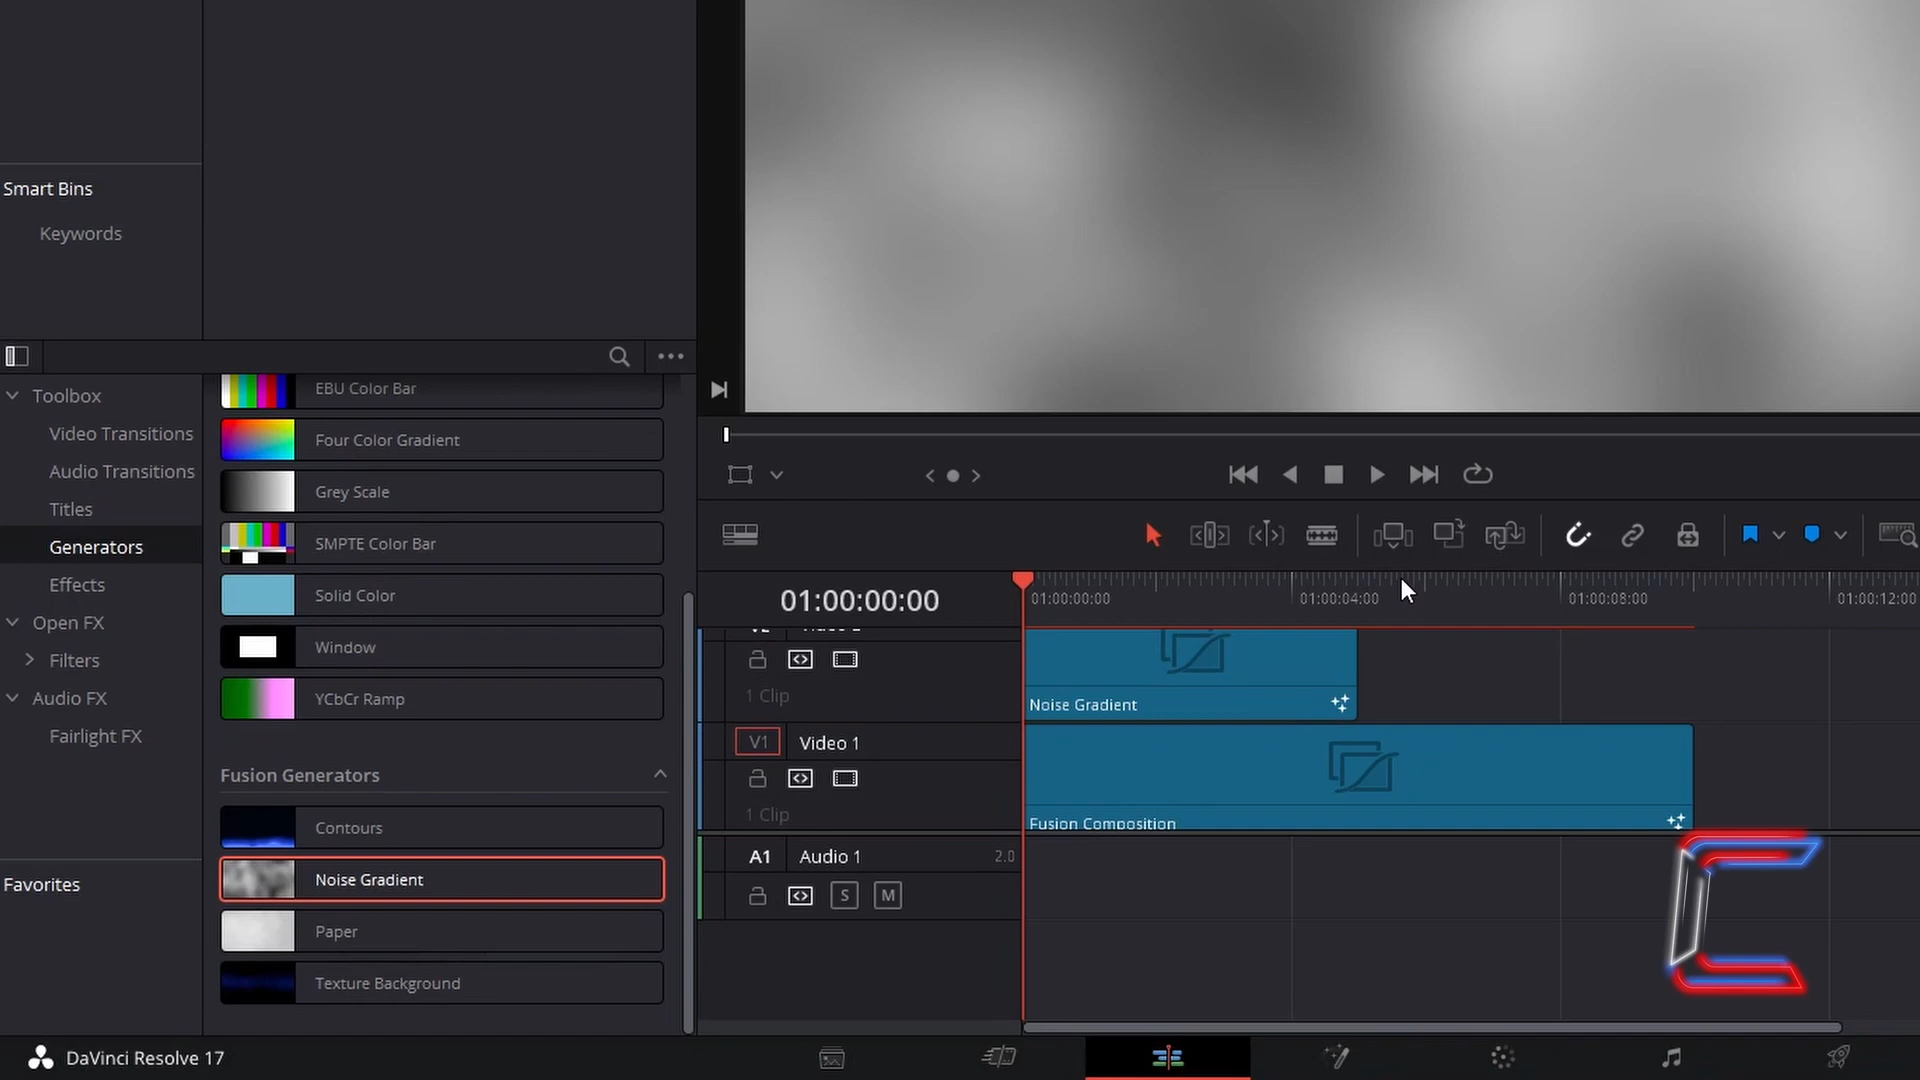 Smart Bins
Keywords
Toolbox
Video Transitions
Audio Transitions
Titles
Generators
Effects
Open FX
Filters
Audio FX
Fairlight FX
Favorites
EBU Color Bar
Four Color Gradient
Grey Scale
SMPTE Color Bar
Solid Color
Window
YCbCr Ramp
Fusion Generators
Contours
Noise Gradient
Paper
Texture Background
01:00:00:00
01:00:00:00
01:00:04:00
01:00:08:00
01:00:12:00
1 Clip
Noise Gradient
V1
Video 1
1 Clip
Fusion Composition
A1
Audio 1
2.0
S
M
C
DaVinci Resolve 17